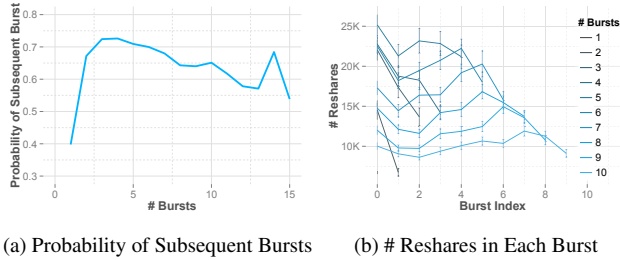 Probability of Subsequent Burst
0.8
0.7
0.6
0.5
0.4
0.3
0
5
10
15
# Bursts
# Reshares
25K
20K
15K
10K
0
2
4
6
8
10
Burst Index
# Bursts
1
2
3
4
5
6
7
8
9
10
(a) Probability of Subsequent Bursts
(b) # Reshares in Each Burst